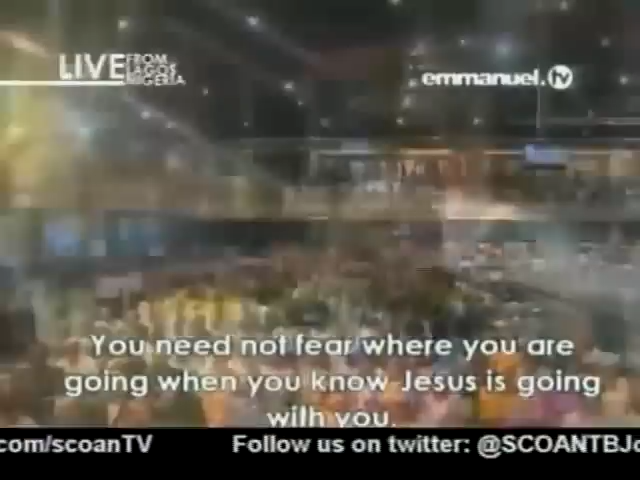 LIVE FROM LAGOS NIGERIA
emmanuel.tv
You need not fear where you are
going when you know Jesus is going
with you.
com/scoanTV Follow us on twitter: @SCOANTBJo